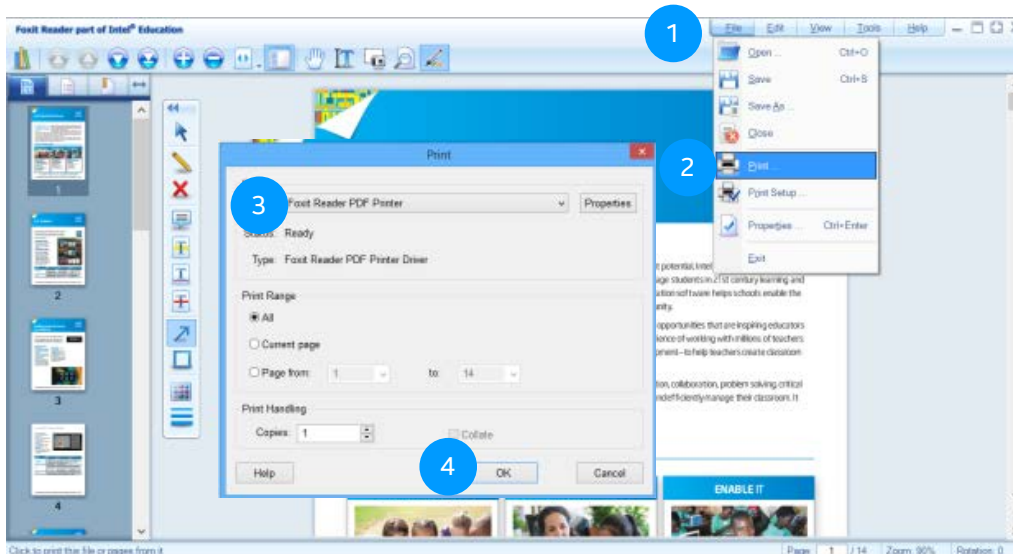 Foxit Reader part of Intel® Education
1
File Edit View Tools Help
Open ... Ctrl+O
Save Ctrl+S
Save As ...
Close
2
Print ...
Print Setup ...
Properties ... Ctrl+Enter
Exit
Print
3
Foxit Reader PDF Printer
Properties
Status: Ready
Type: Foxit Reader PDF Printer Driver
Print Range
All
Current page
Page from: 1 to: 14
Print Handling
Copies: 1
Collate
Help
4
OK
Cancel
1
2
3
4
t potential, Intel
age students in 21st century learning and
ation software helps schools enable the
nity.
opportunities that are inspiring educators
ience of working with millions of teachers
pment – to help teachers create classroom
tion, collaboration, problem solving, critical
nd efficiently manage their classroom. It
ENABLE IT
Click to print this file or pages from it
Page 1 / 14 Zoom: 90% Rotation: 0